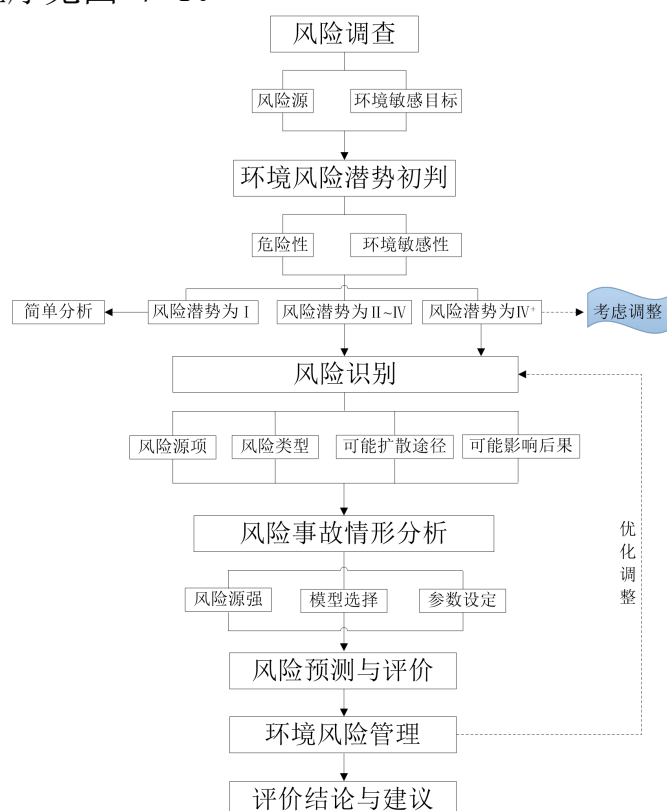 风险调查
风险源
环境敏感目标
环境风险潜势初判
危险性
环境敏感性
简单分析
风险潜势为Ⅰ
风险潜势为Ⅱ~Ⅳ
风险潜势为Ⅳ⁺
考虑调整
风险识别
风险源项
风险类型
可能扩散途径
可能影响后果
风险事故情形分析
优化调整
风险源强
模型选择
参数设定
风险预测与评价
环境风险管理
评价结论与建议